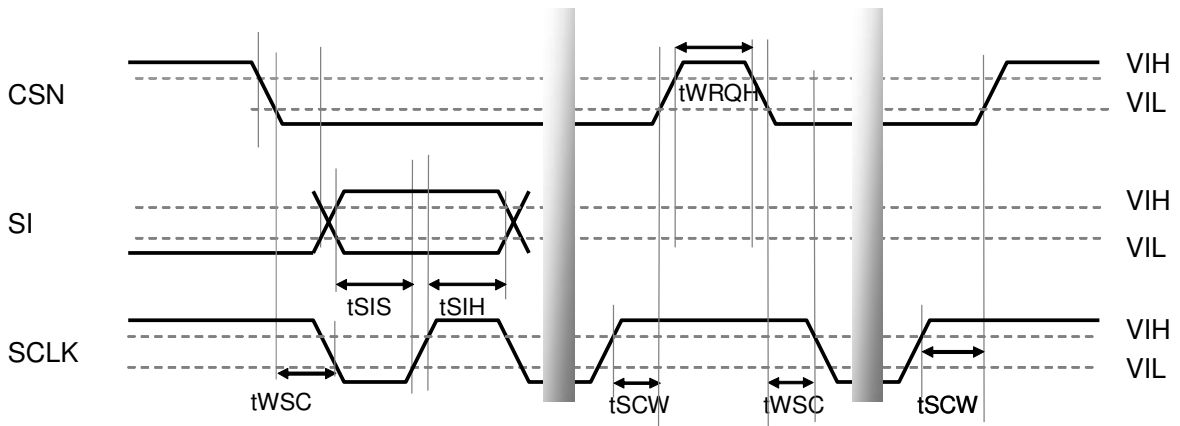 CSN
VIH
tWRQH
VIL
SI
VIH
VIL
tSIS
tSIH
SCLK
VIH
VIL
tWSC
tSCW
tWSC
tSCW